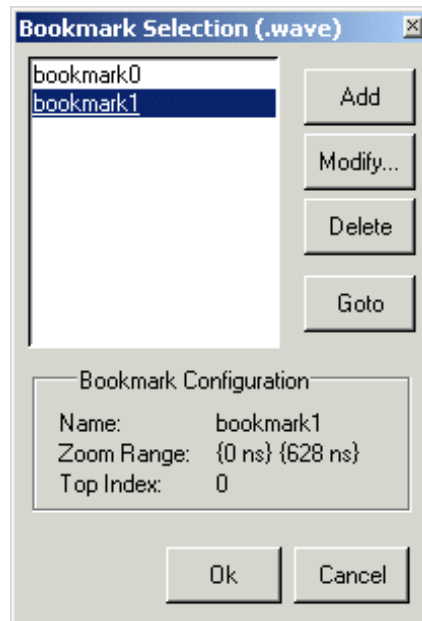 Bookmark Selection (.wave)
bookmark0
bookmark1
Add
Modify...
Delete
Goto
Bookmark Configuration
Name: bookmark1
Zoom Range: {0 ns} {628 ns}
Top Index: 0
Ok Cancel